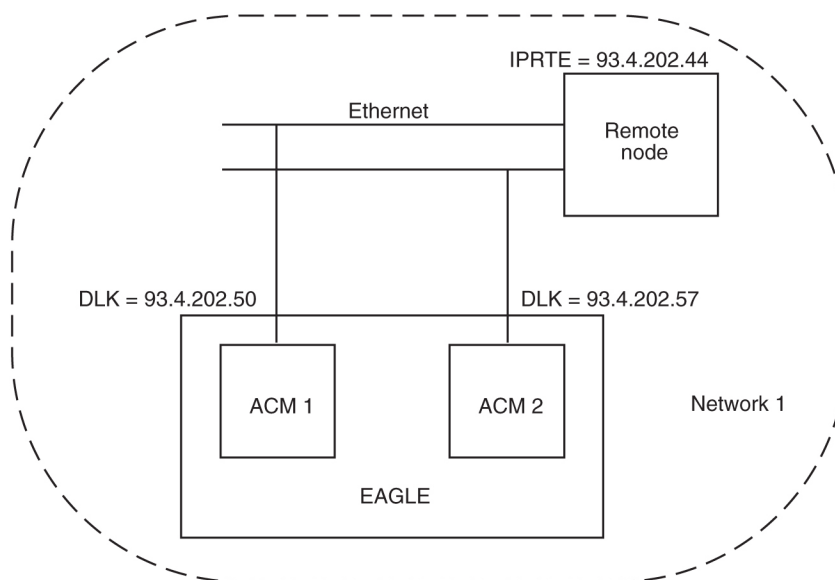 IPRTE = 93.4.202.44
Ethernet
Remote
node
DLK = 93.4.202.50
DLK = 93.4.202.57
ACM 1
ACM 2
Network 1
EAGLE